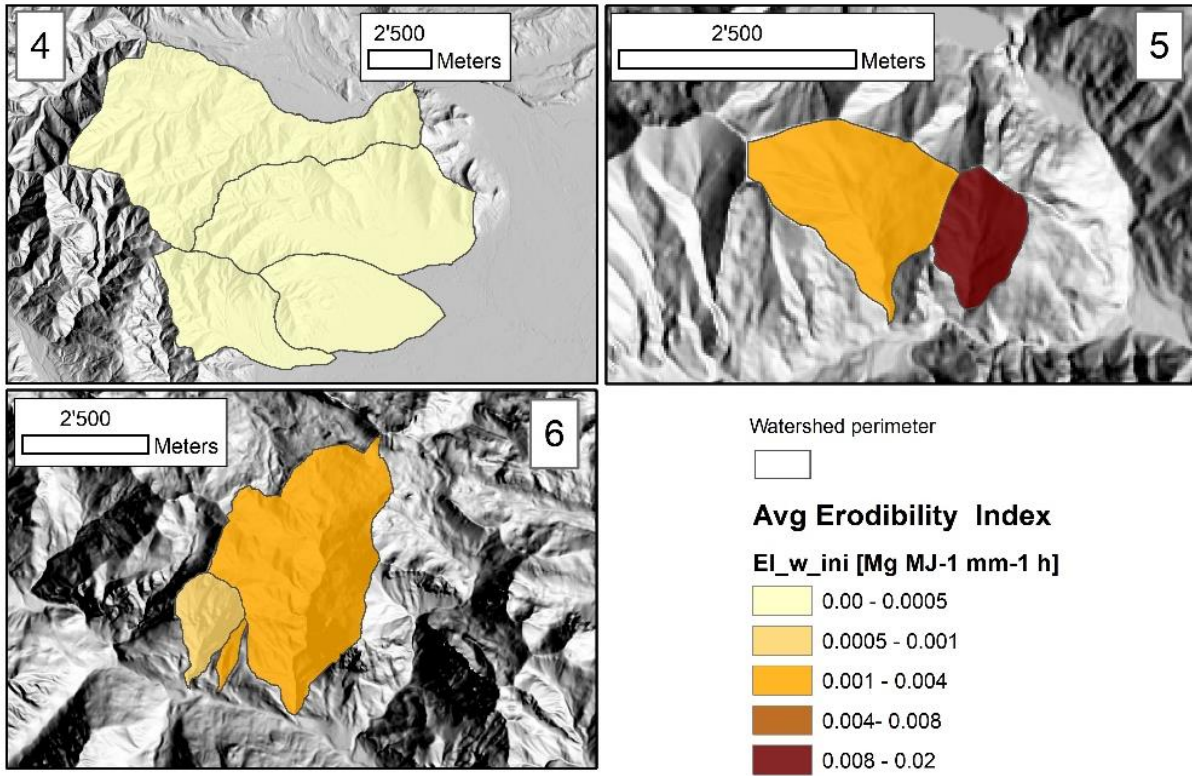 4
2'500
Meters
2'500
Meters
5
2'500
Meters
6
Watershed perimeter
Avg Erodibility Index
EI_w_ini [Mg MJ-1 mm-1 h]
0.00 - 0.0005
0.0005 - 0.001
0.001 - 0.004
0.004- 0.008
0.008 - 0.02